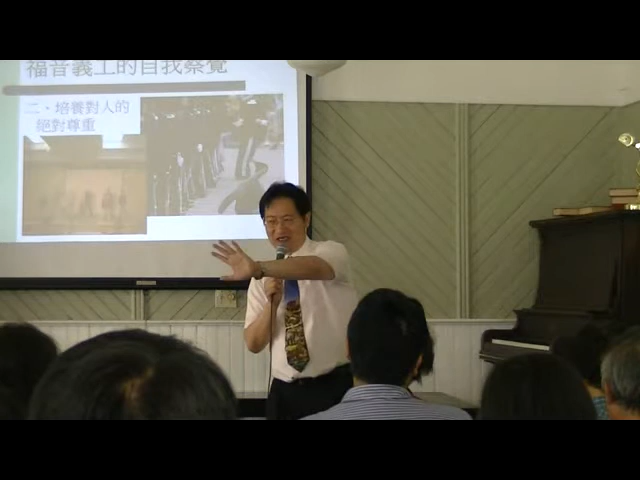 福音義工的自我察覺
二、培養對人的
絕對尊重